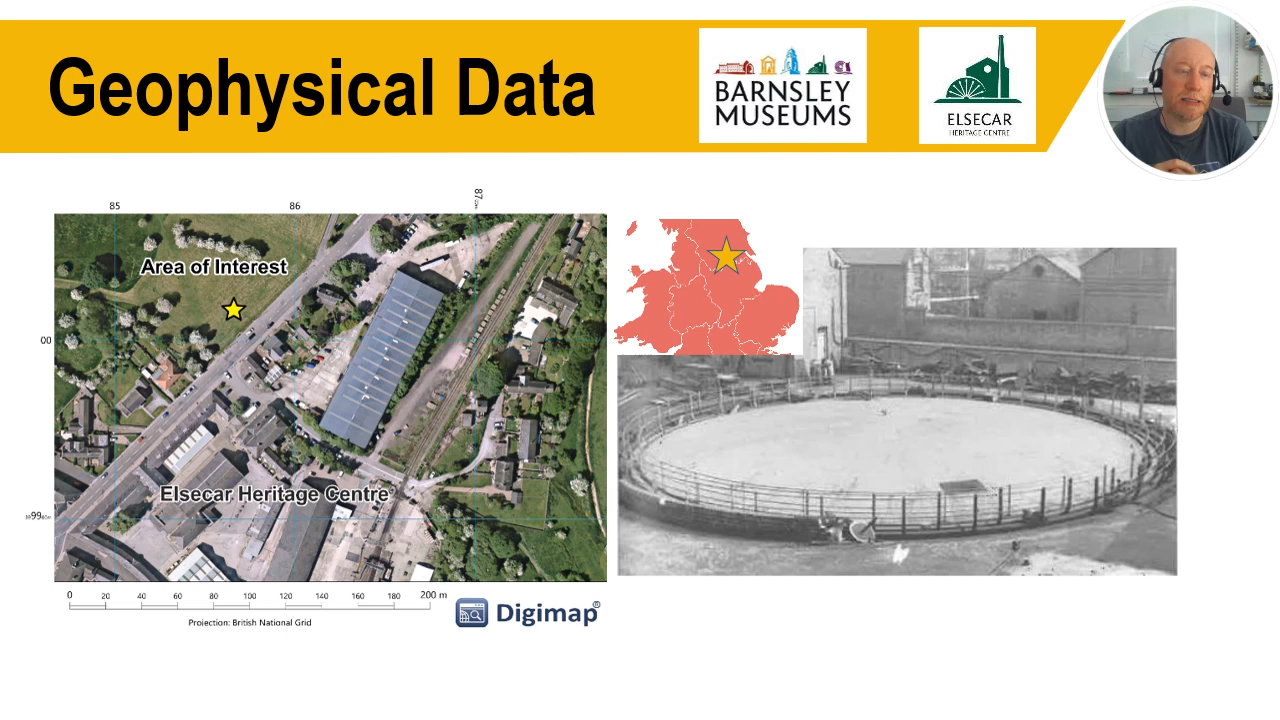 Geophysical Data
BARNSLEY
MUSEUMS
ELSECAR
HERITAGE CENTRE
85
86
87
Area of Interest
00
Elsecar Heritage Centre
99
0 20 40 60 80 100 120 140 160 180 200 m
Projection: British National Grid
Digimap®